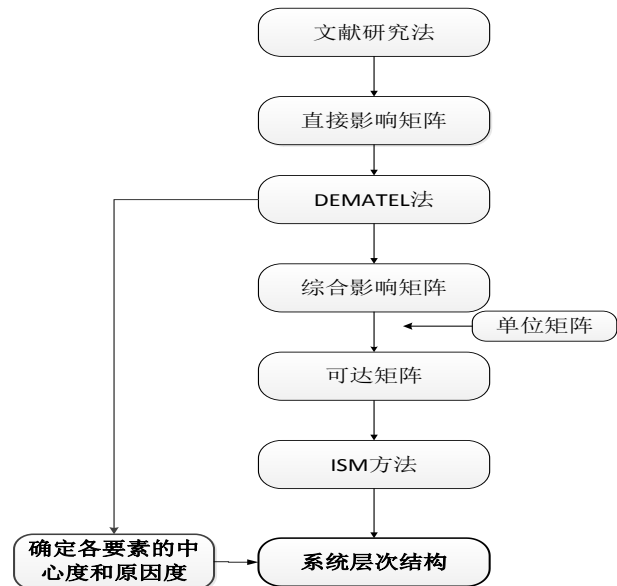 文献研究法
直接影响矩阵
DEMATEL法
综合影响矩阵
单位矩阵
可达矩阵
ISM方法
确定各要素的中
心度和原因度
系统层次结构